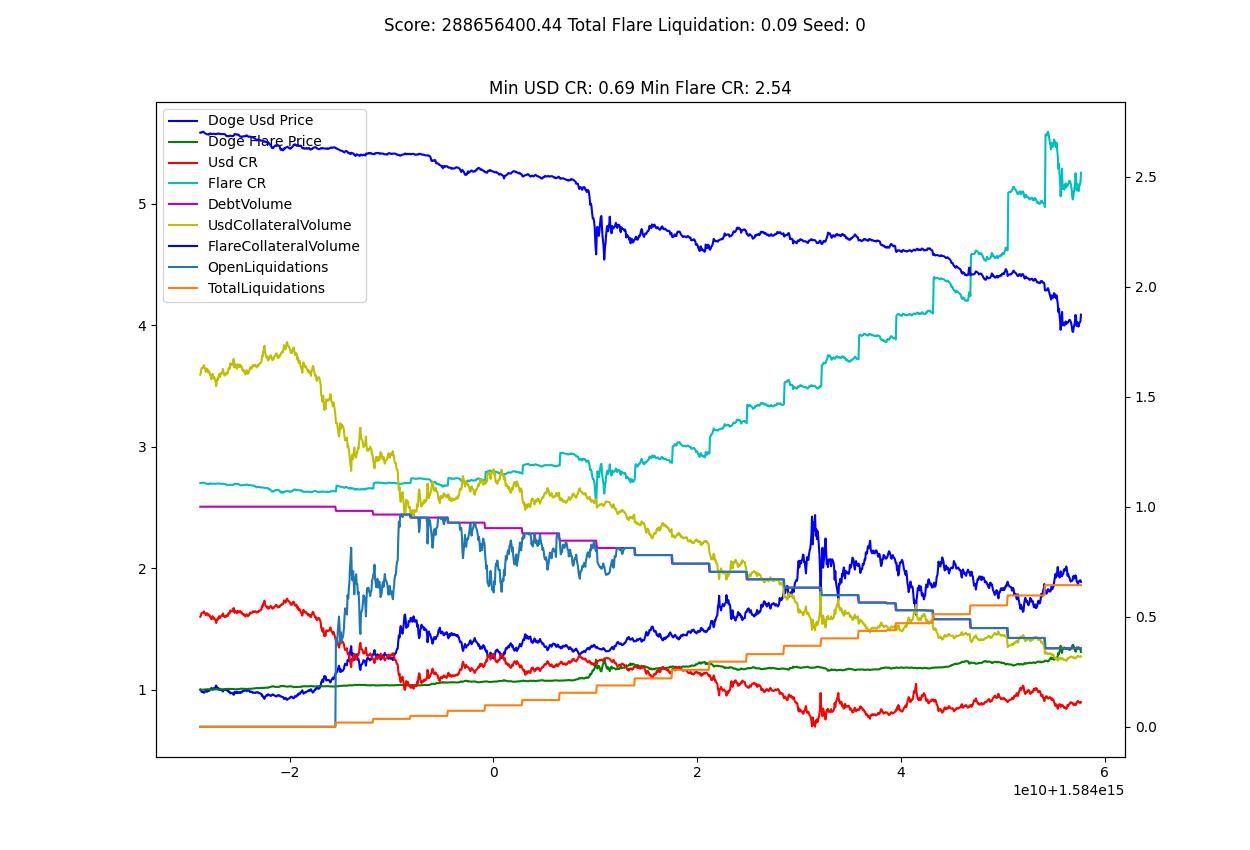 Score: 288656400.44 Total Flare Liquidation: 0.09 Seed: 0
Min USD CR: 0.69 Min Flare CR: 2.54
Doge Usd Price
Doge Flare Price
Usd CR
Flare CR
DebtVolume
UsdCollateralVolume
FlareCollateralVolume
OpenLiquidations
TotalLiquidations
5
4
3
2
1
2.5
2.0
1.5
1.0
0.5
0.0
−2
0
2
4
6
1e10+1.584e15